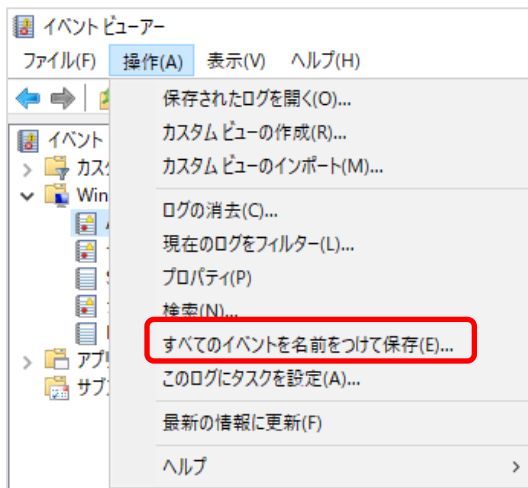 イベント ビューアー
ファイル(F) 操作(A) 表示(V) ヘルプ(H)
保存されたログを開く(O)...
イベント
カスタム ビューの作成(R)...
カス
カスタム ビューのインポート(M)...
Win
ログの消去(C)...
現在のログをフィルター(L)...
プロパティ(P)
検索(N)...
すべてのイベントを名前をつけて保存(E)...
アプリ
このログにタスクを設定(A)...
サブ
最新の情報に更新(F)
ヘルプ